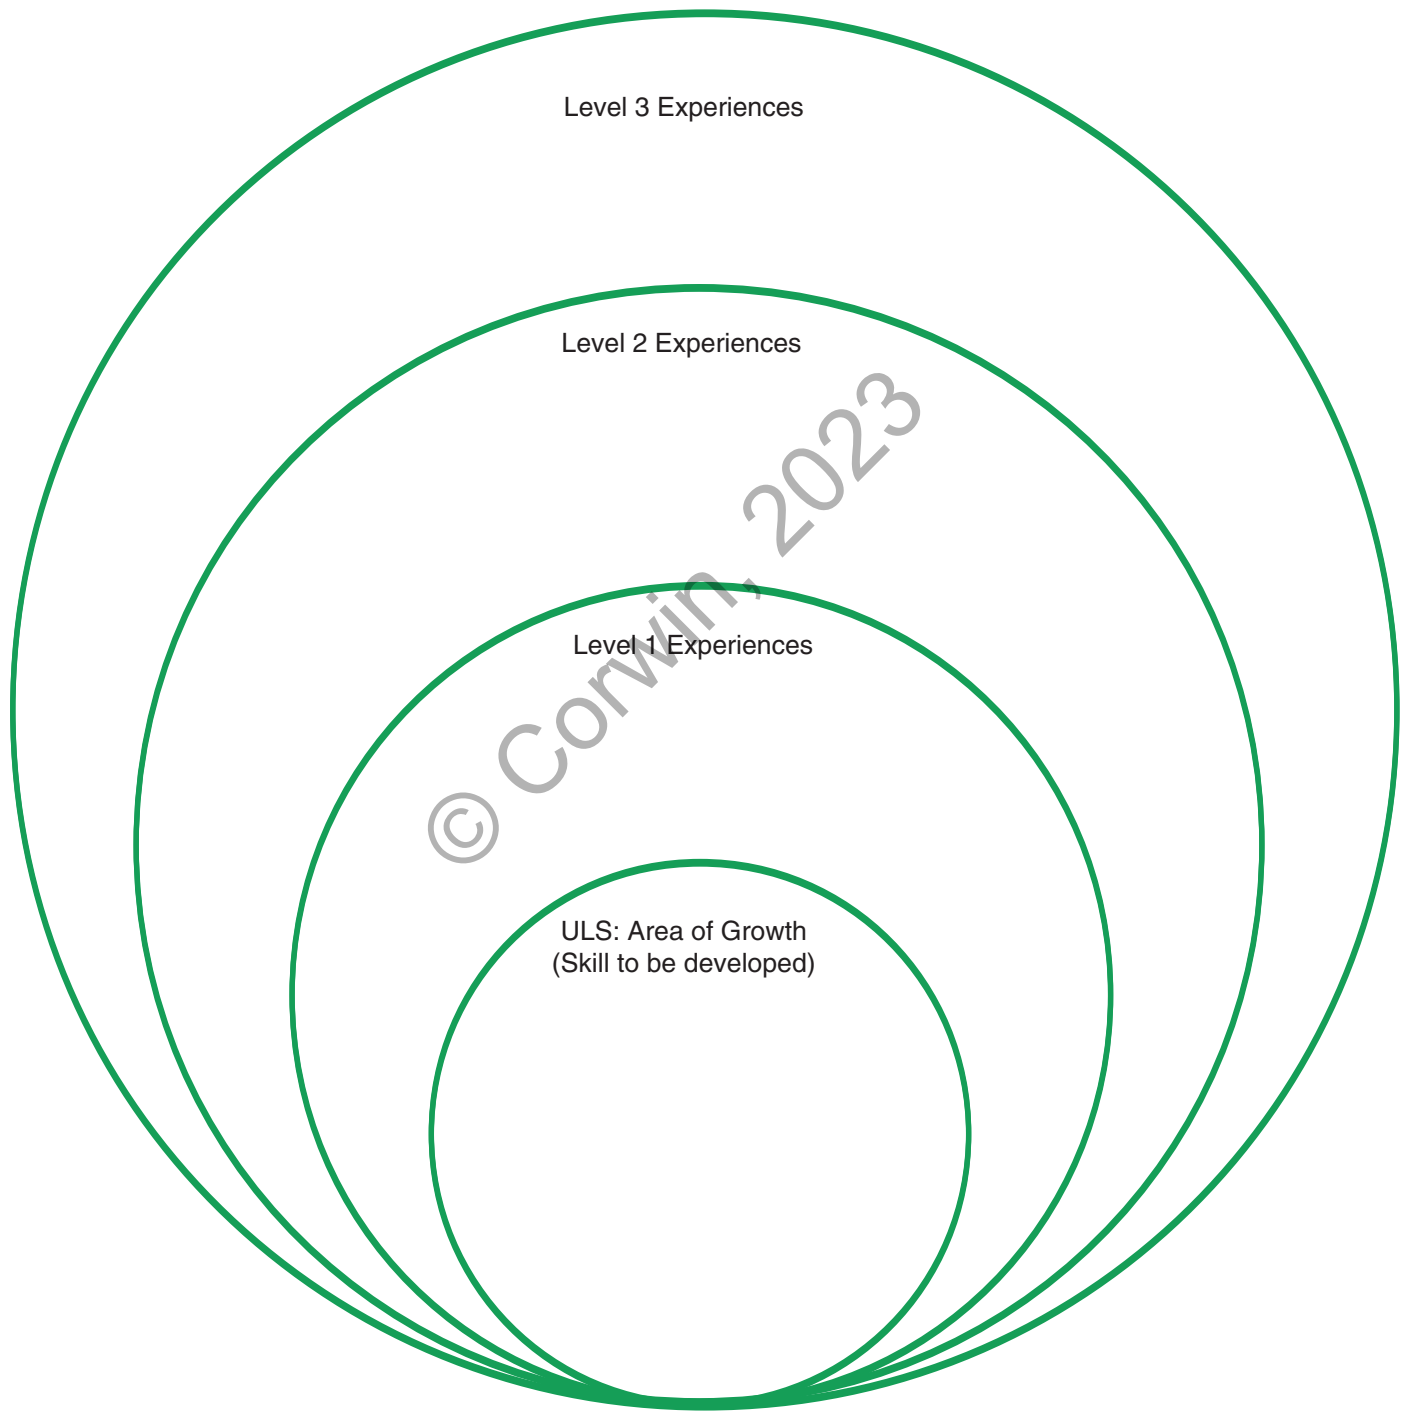 Level 3 Experiences
Level 2 Experiences
© Corwin, 2023
Level 1 Experiences
ULS: Area of Growth
(Skill to be developed)